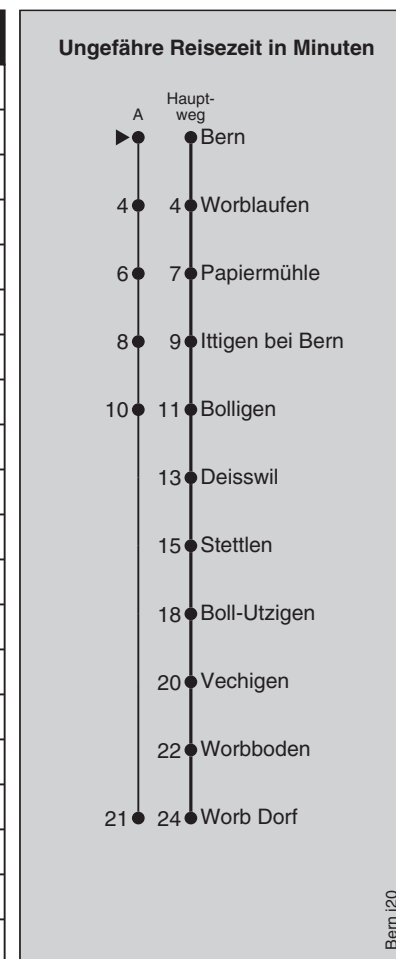 Ungefähre Reisezeit in Minuten
A Haupt-
weg
Bern
4 4 Worblaufen
6 7 Papiermühle
8 9 Ittigen bei Bern
10 11 Bolligen
13 Deisswil
15 Stettlen
18 Boll-Utzigen
20 Vechigen
22 Worbboden
21 24 Worb Dorf
Bern j20